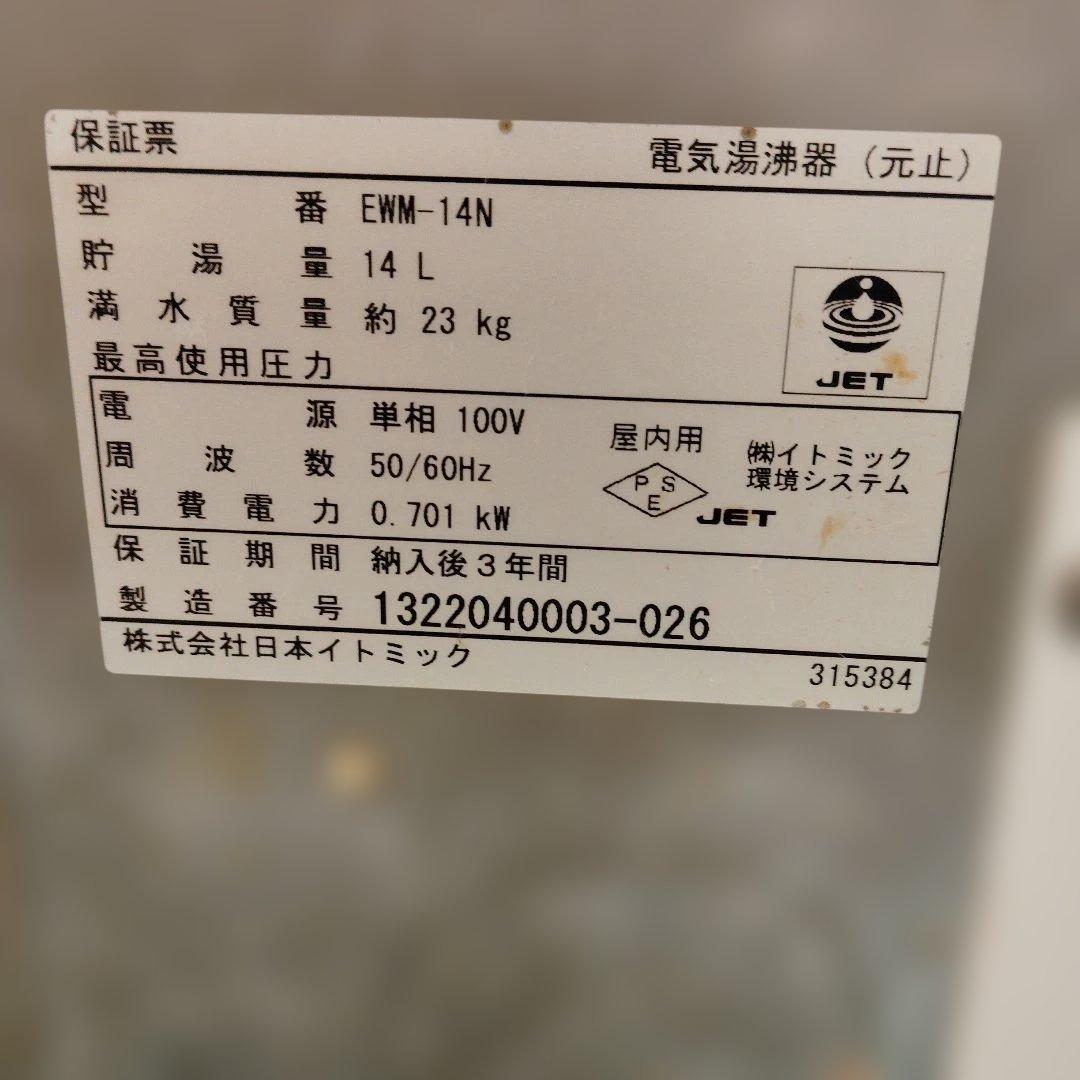 保証票 電気湯沸器（元止）
型番 EWM-14N
貯湯量 14 L
満水質量 約 23 kg
JET
最高使用圧力
電源 単相 100V
周波数 50/60Hz
消費電力 0.701 kW
屋内用
PSE JET
㈱イトミック
環境システム
保証期間 納入後３年間
製造番号 1322040003-026
株式会社日本イトミック 315384